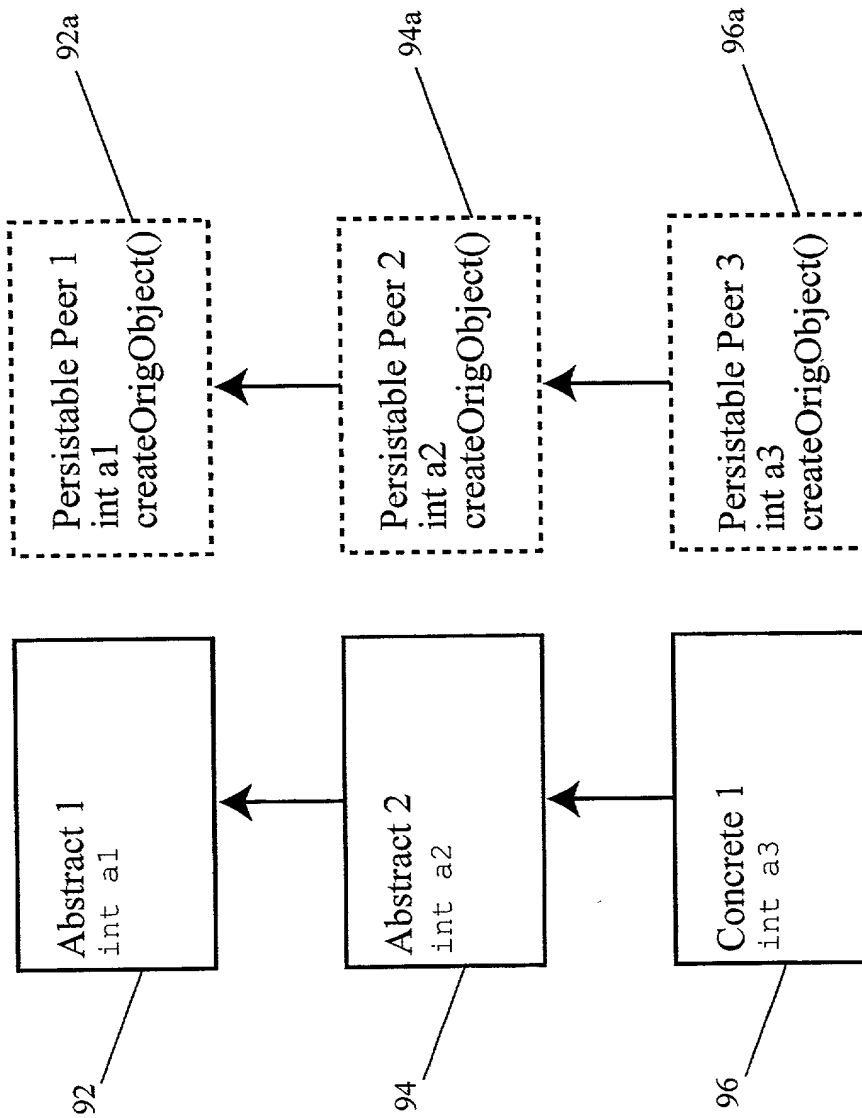 92
Abstract 1
int a1
Persistable Peer 1
int a1
createOrigObject()
92a
94
Abstract 2
int a2
Persistable Peer 2
int a2
createOrigObject()
94a
96
Concrete 1
int a3
Persistable Peer 3
int a3
createOrigObject()
96a